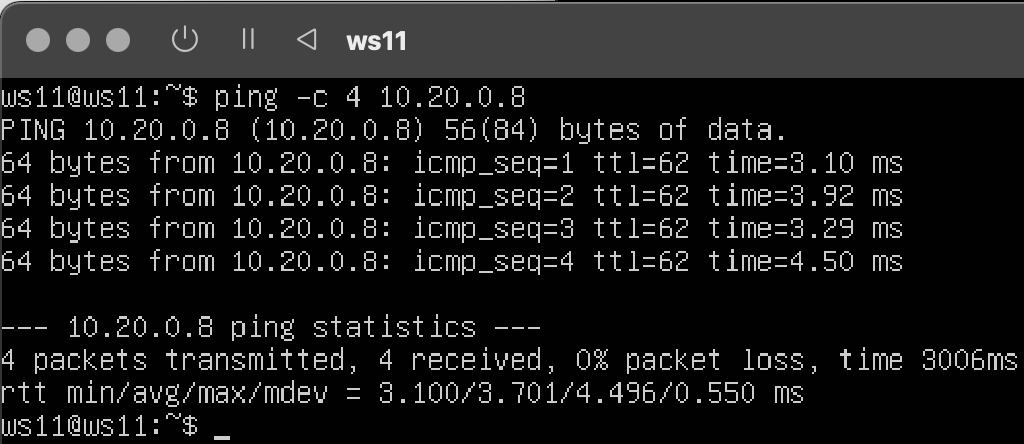 ws11
ws11@ws11:~$ ping -c 4 10.20.0.8
PING 10.20.0.8 (10.20.0.8) 56(84) bytes of data.
64 bytes from 10.20.0.8: icmp_seq=1 ttl=62 time=3.10 ms
64 bytes from 10.20.0.8: icmp_seq=2 ttl=62 time=3.92 ms
64 bytes from 10.20.0.8: icmp_seq=3 ttl=62 time=3.29 ms
64 bytes from 10.20.0.8: icmp_seq=4 ttl=62 time=4.50 ms

--- 10.20.0.8 ping statistics ---
4 packets transmitted, 4 received, 0% packet loss, time 3006ms
rtt min/avg/max/mdev = 3.100/3.701/4.496/0.550 ms
ws11@ws11:~$ _